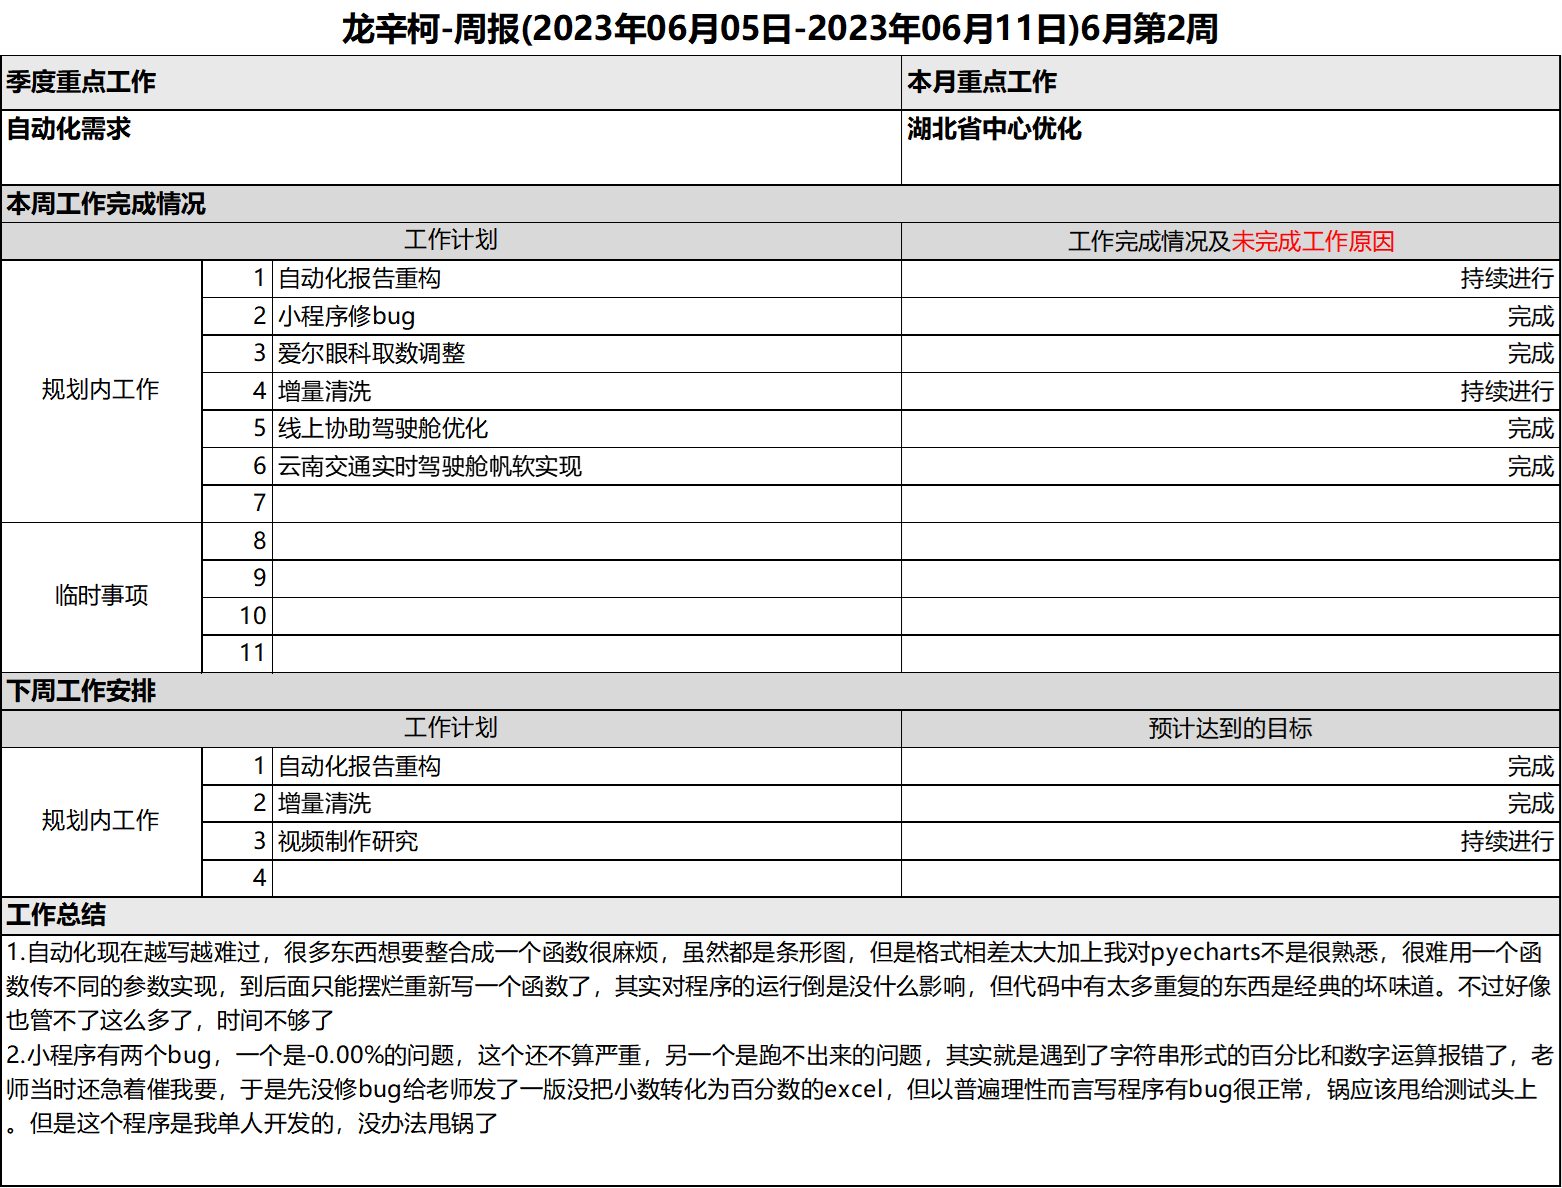 龙辛柯-周报(2023年06月05日-2023年06月11日)6月第2周
季度重点工作 本月重点工作
自动化需求 湖北省中心优化
本周工作完成情况
工作计划 工作完成情况及未完成工作原因
规划内工作
1 自动化报告重构 持续进行
2 小程序修bug 完成
3 爱尔眼科取数调整 完成
4 增量清洗 持续进行
5 线上协助驾驶舱优化 完成
6 云南交通实时驾驶舱帆软实现 完成
7
临时事项
8
9
10
11
下周工作安排
工作计划 预计达到的目标
规划内工作
1 自动化报告重构 完成
2 增量清洗 完成
3 视频制作研究 持续进行
4
工作总结
1.自动化现在越写越难过，很多东西想要整合成一个函数很麻烦，虽然都是条形图，但是格式相差太大加上我对pyecharts不是很熟悉，很难用一个函
数传不同的参数实现，到后面只能摆烂重新写一个函数了，其实对程序的运行倒是没什么影响，但代码中有太多重复的东西是经典的坏味道。不过好像
也管不了这么多了，时间不够了
2.小程序有两个bug，一个是-0.00%的问题，这个还不算严重，另一个是跑不出来的问题，其实就是遇到了字符串形式的百分比和数字运算报错了，老
师当时还急着催我要，于是先没修bug给老师发了一版没把小数转化为百分数的excel，但以普遍理性而言写程序有bug很正常，锅应该甩给测试头上
。但是这个程序是我单人开发的，没办法甩锅了